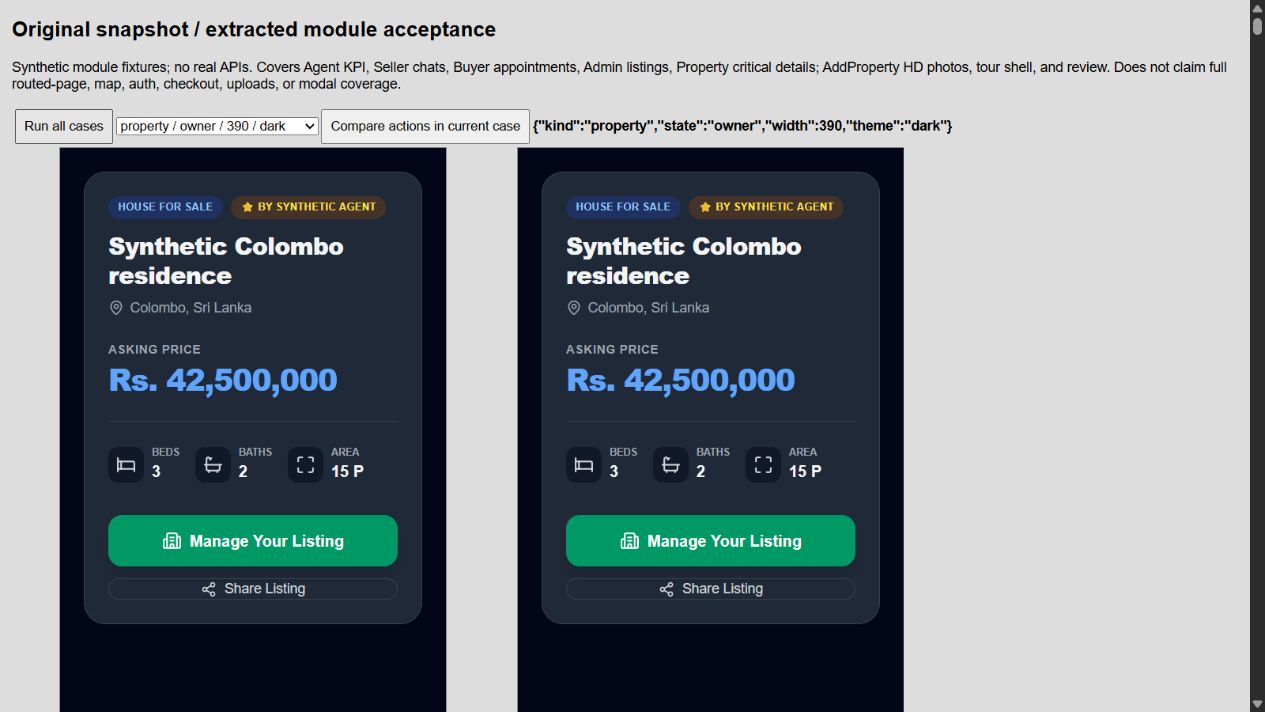 Original snapshot / extracted module acceptance
Synthetic module fixtures; no real APIs. Covers Agent KPI, Seller chats, Buyer appointments, Admin listings, Property critical details; AddProperty HD photos, tour shell, and review. Does not claim full
routed-page, map, auth, checkout, uploads, or modal coverage.
Run all cases property / owner / 390 / dark Compare actions in current case {"kind":"property","state":"owner","width":390,"theme":"dark"}
HOUSE FOR SALE BY SYNTHETIC AGENT
Synthetic Colombo
residence
Colombo, Sri Lanka
ASKING PRICE
Rs. 42,500,000
BEDS BATHS AREA
3 2 15 P
Manage Your Listing
Share Listing
HOUSE FOR SALE BY SYNTHETIC AGENT
Synthetic Colombo
residence
Colombo, Sri Lanka
ASKING PRICE
Rs. 42,500,000
BEDS BATHS AREA
3 2 15 P
Manage Your Listing
Share Listing